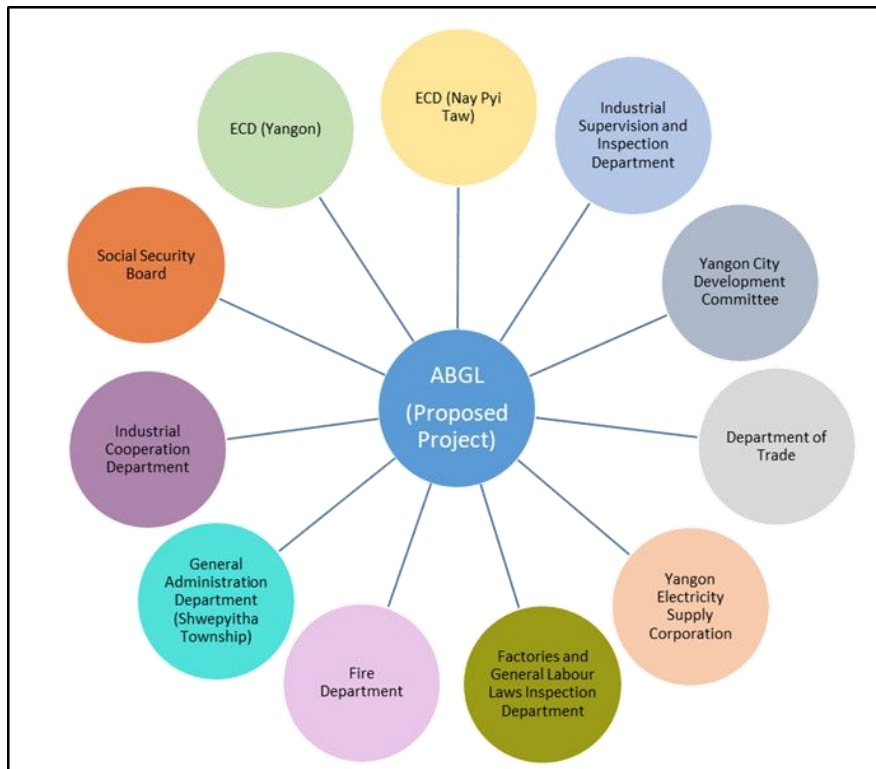 ECD (Nay Pyi
Taw)
Industrial
Supervision and
Inspection
Department
Yangon City
Development
Committee
Department of
Trade
Yangon
Electricity
Supply
Corporation
Factories and
General Labour
Laws Inspection
Department
Fire
Department
General
Administration
Department
(Shwepyitha
Township)
Industrial
Cooperation
Department
Social Security
Board
ECD (Yangon)
ABGL
(Proposed
Project)